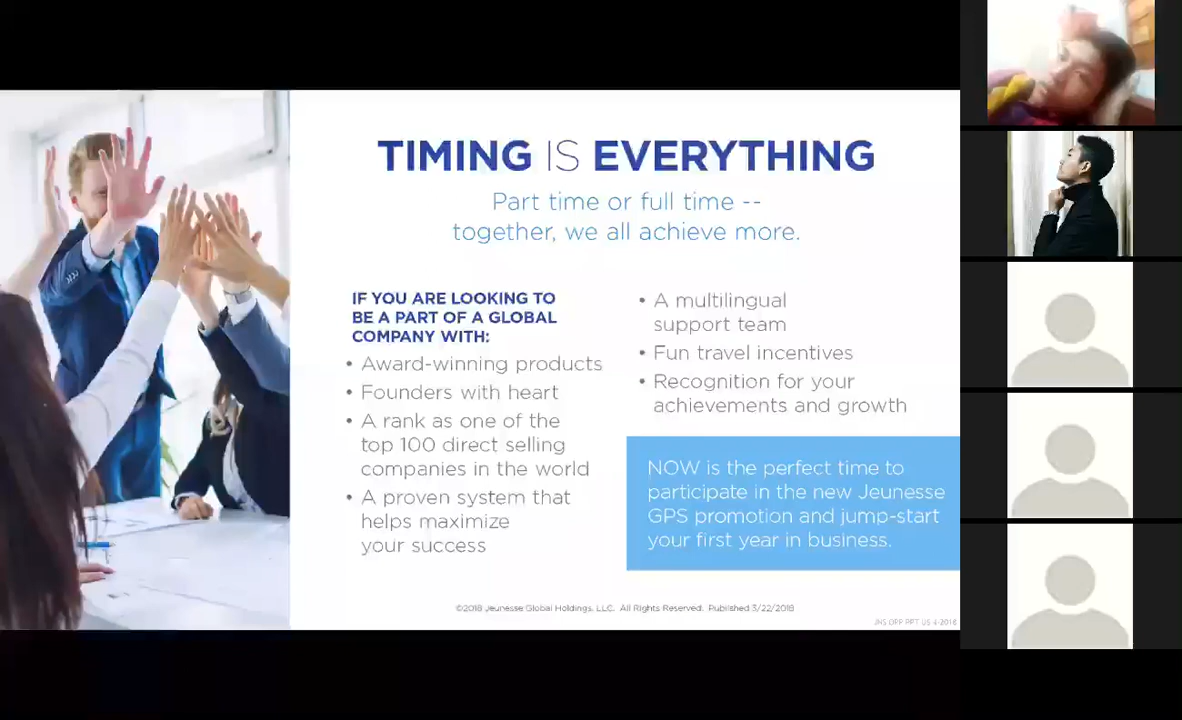 TIMING IS EVERYTHING
Part time or full time --
together, we all achieve more.
IF YOU ARE LOOKING TO
BE A PART OF A GLOBAL
COMPANY WITH:
• Award-winning products
• Founders with heart
• A rank as one of the
top 100 direct selling
companies in the world
• A proven system that
helps maximize
your success
• A multilingual
support team
• Fun travel incentives
• Recognition for your
achievements and growth
NOW is the perfect time to
participate in the new Jeunesse
GPS promotion and jump-start
your first year in business.
©2018 Jeunesse Global Holdings, LLC. All Rights Reserved. Published 3/22/2018